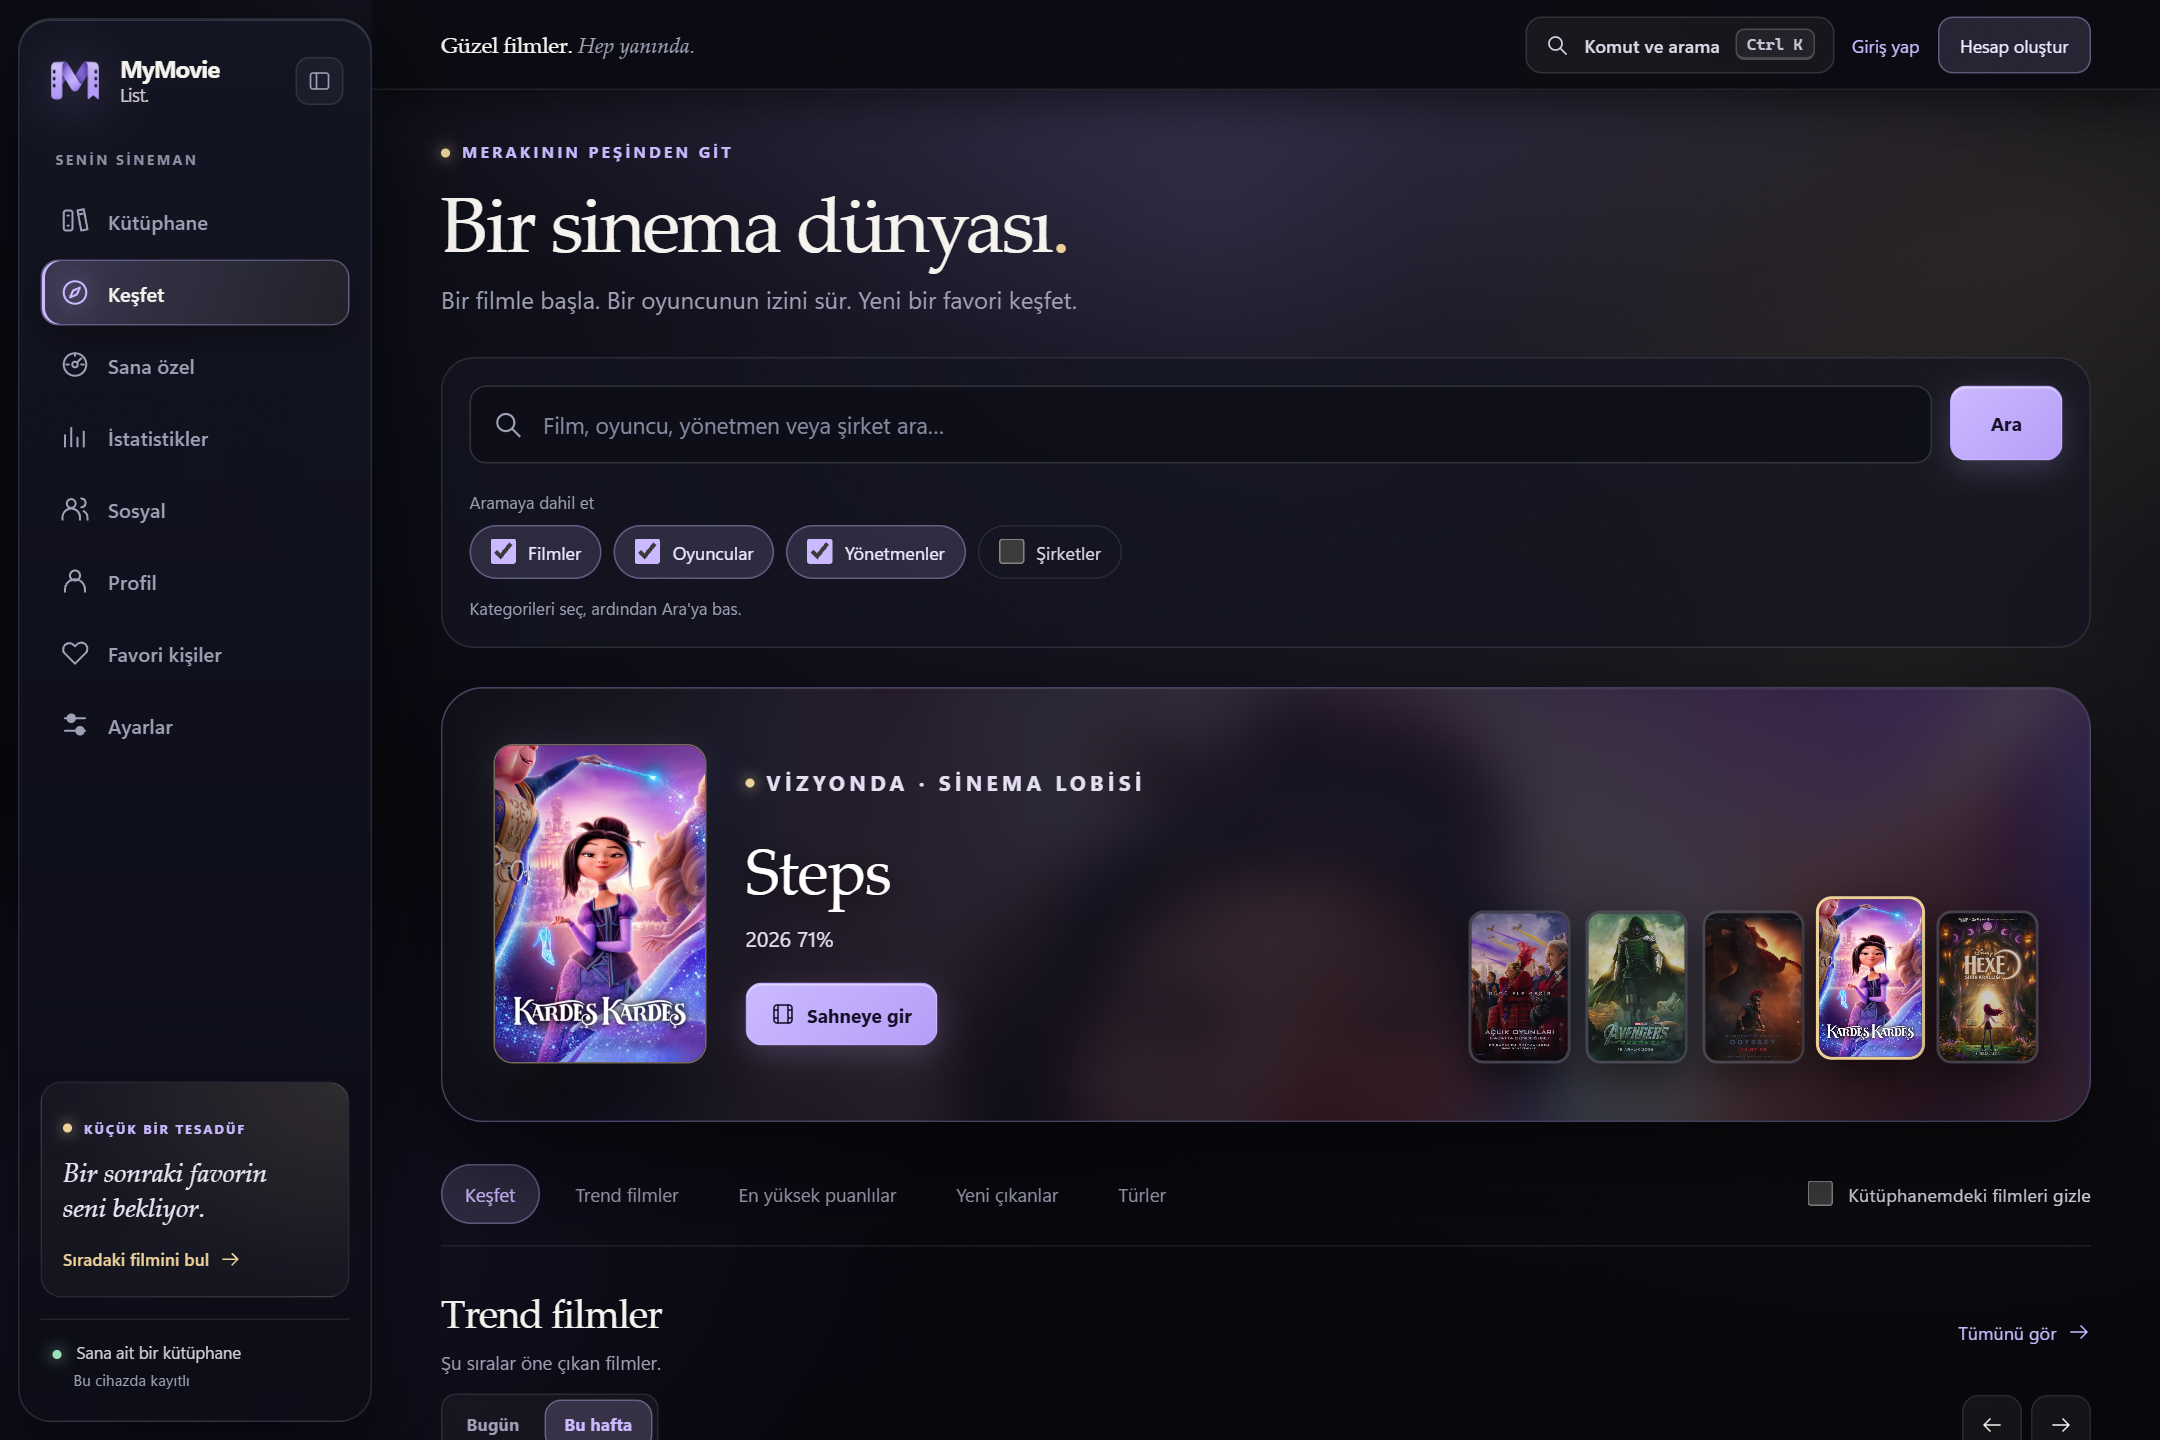 MyMovie
List.
SENİN SİNEMAN
Kütüphane
Keşfet
Sana özel
İstatistikler
Sosyal
Profil
Favori kişiler
Ayarlar
KÜÇÜK BİR TESADÜF
Bir sonraki favorin
seni bekliyor.
Sıradaki filmini bul
Sana ait bir kütüphane
Bu cihazda kayıtlı
Güzel filmler. Hep yanında.
Komut ve arama Ctrl K
Giriş yap
Hesap oluştur
MERAKININ PEŞİNDEN GİT
Bir sinema dünyası.
Bir filmle başla. Bir oyuncunun izini sür. Yeni bir favori keşfet.
Film, oyuncu, yönetmen veya şirket ara...
Ara
Aramaya dahil et
Filmler
Oyuncular
Yönetmenler
Şirketler
Kategorileri seç, ardından Ara'ya bas.
KARDEŞ KARDEŞ
VİZYONDA · SİNEMA LOBİSİ
Steps
2026 71%
Sahneye gir
AÇLIK OYUNLARI
AVENGERS
ODYSSEY
KARDEŞ KARDEŞ
HEXE
Keşfet
Trend filmler
En yüksek puanlılar
Yeni çıkanlar
Türler
Kütüphanemdeki filmleri gizle
Trend filmler
Şu sıralar öne çıkan filmler.
Tümünü gör
Bugün
Bu hafta